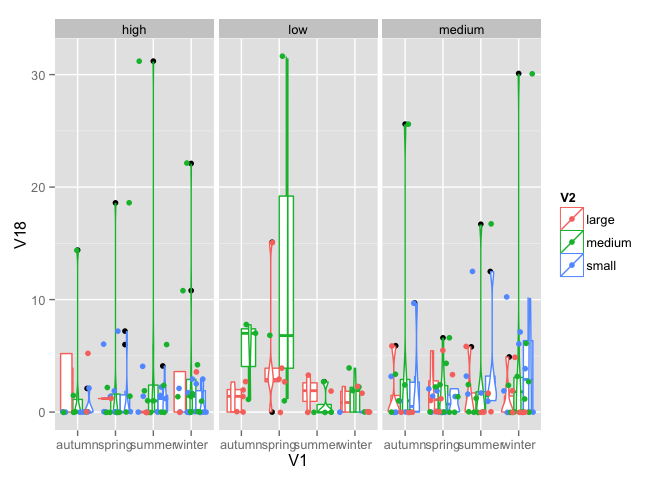 high low medium
V18
30
20
10
0
autumn spring summer winter autumn spring summer winter autumn spring summer winter
V1
V2
large
medium
small